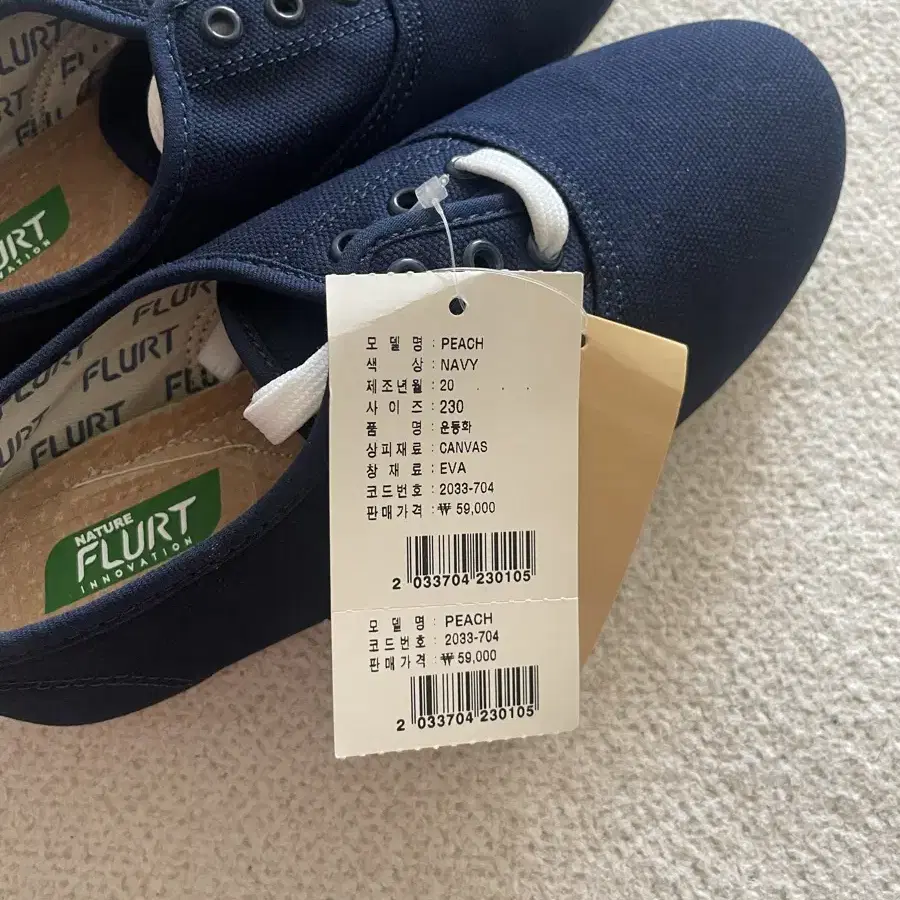 FLURT
FLURT
FLURT
INNOVATION
FLURT
FLURT
FLURT
FLURT
NATURE
FLURT
INNOVATION
모 델 명 : PEACH
색 상 : NAVY
제조년월 : 20 . . .
사 이 즈 : 230
품 명 : 운동화
상피재료 : CANVAS
창 재 료 : EVA
코드번호 : 2033-704
판매가격 : ₩ 59,000
2 033704 230105
모 델 명 : PEACH
코드번호 : 2033-704
판매가격 : ₩ 59,000
2 033704 230105